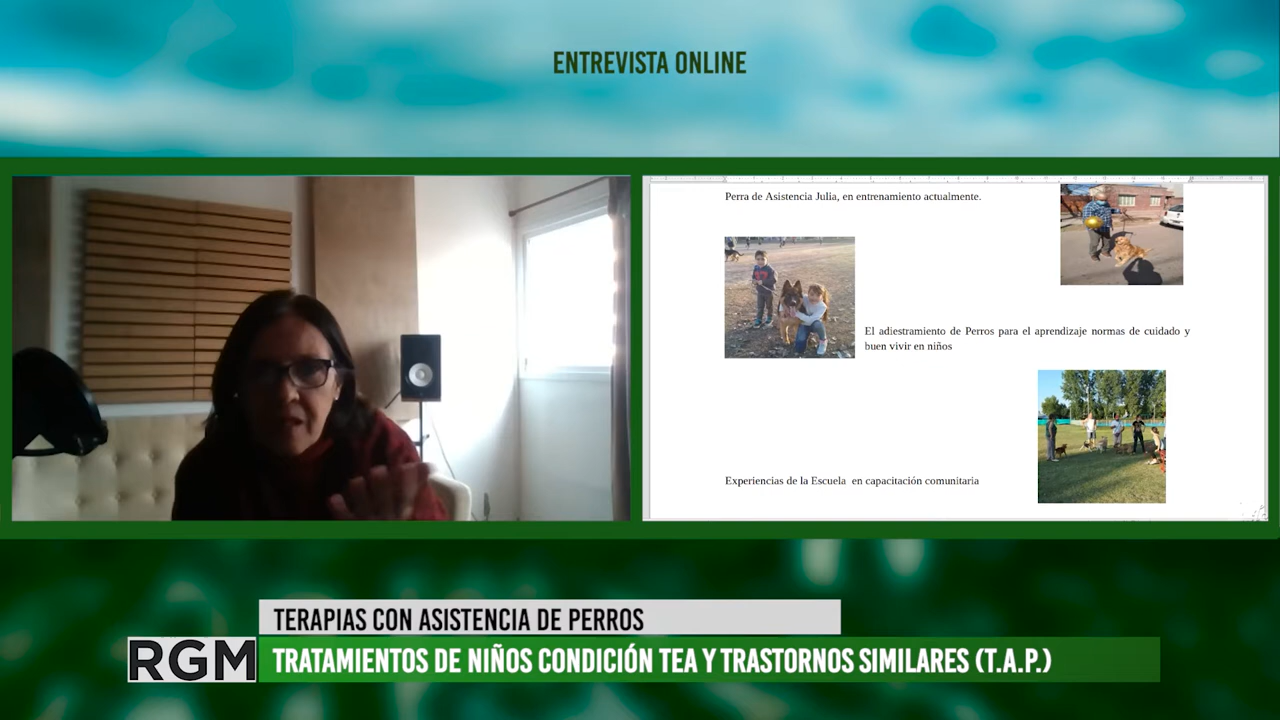 ENTREVISTA ONLINE
Perra de Asistencia Julia, en entrenamiento actualmente.
El adiestramiento de Perros para el aprendizaje normas de cuidado y
buen vivir en niños
Experiencias de la Escuela en capacitación comunitaria
TERAPIAS CON ASISTENCIA DE PERROS
RGM
TRATAMIENTOS DE NIÑOS CONDICIÓN TEA Y TRASTORNOS SIMILARES (T.A.P.)